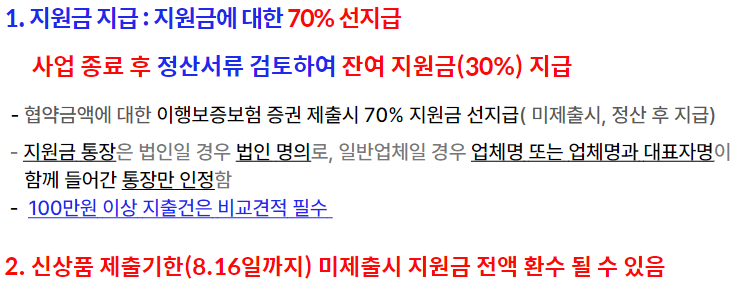 1. 지원금 지급 : 지원금에 대한 70% 선지급
사업 종료 후 정산서류 검토하여 잔여 지원금(30%) 지급
- 협약금액에 대한 이행보증보험 증권 제출시 70% 지원금 선지급( 미제출시, 정산 후 지급)
- 지원금 통장은 법인일 경우 법인 명의로, 일반업체일 경우 업체명 또는 업체명과 대표자명이
함께 들어간 통장만 인정함
- 100만원 이상 지출건은 비교견적 필수
2. 신상품 제출기한(8.16일까지) 미제출시 지원금 전액 환수 될 수 있음